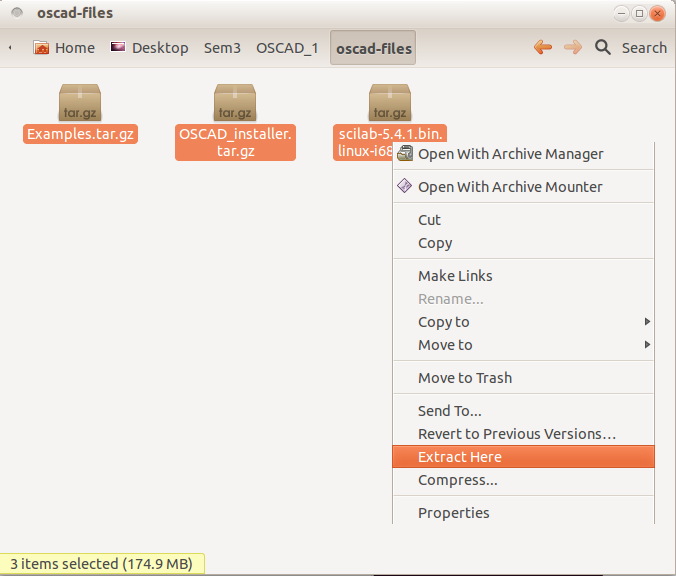 oscad-files
Home Desktop Sem3 OSCAD_1 oscad-files Search
tar.gz tar.gz tar.gz
Examples.tar.gz
OSCAD_installer.
tar.gz
scilab-5.4.1.bin.
linux-i68
Open With Archive Manager
Open With Archive Mounter
Cut
Copy
Make Links
Rename...
Copy to
Move to
Move to Trash
Send To...
Revert to Previous Versions...
Extract Here
Compress...
Properties
3 items selected (174.9 MB)